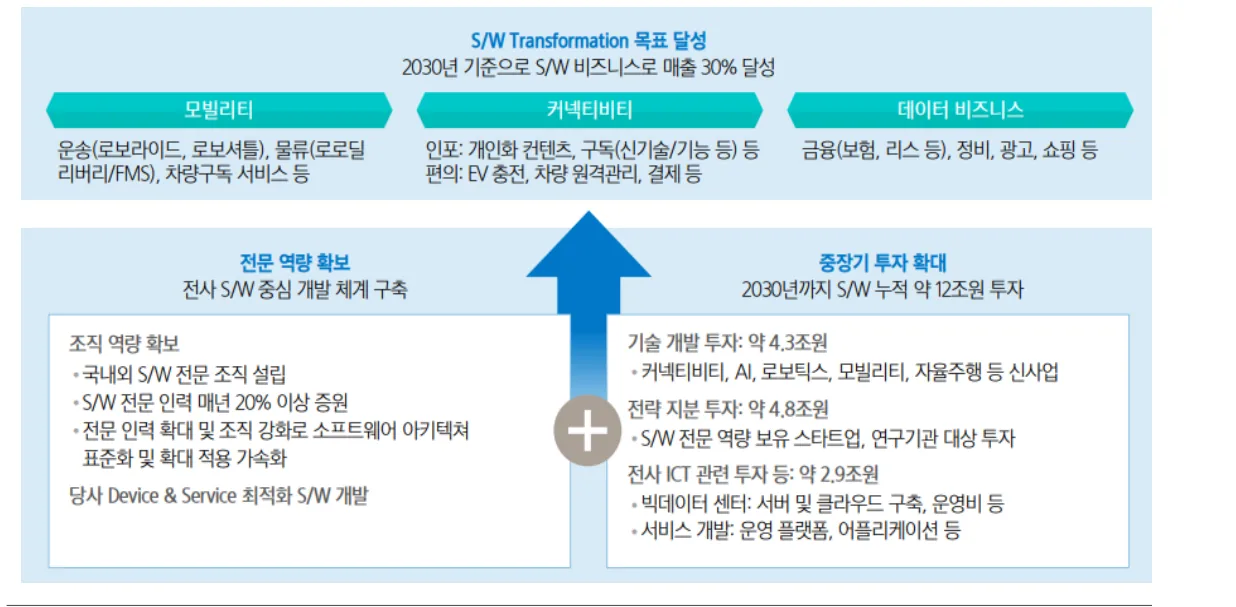 S/W Transformation 목표 달성
2030년 기준으로 S/W 비즈니스로 매출 30% 달성
모빌리티
운송(로보라이드, 로보셔틀), 물류(로로딜
리버리/FMS), 차량구독 서비스 등
커넥티비티
인포: 개인화 컨텐츠, 구독(신기술/기능 등) 등
편의: EV 충전, 차량 원격관리, 결제 등
데이터 비즈니스
금융(보험, 리스 등), 정비, 광고, 쇼핑 등
전문 역량 확보
전사 S/W 중심 개발 체계 구축
조직 역량 확보
•국내외 S/W 전문 조직 설립
•S/W 전문 인력 매년 20% 이상 증원
•전문 인력 확대 및 조직 강화로 소프트웨어 아키텍쳐
표준화 및 확대 적용 가속화
당사 Device & Service 최적화 S/W 개발
+
중장기 투자 확대
2030년까지 S/W 누적 약 12조원 투자
기술 개발 투자: 약 4.3조원
•커넥티비티, AI, 로보틱스, 모빌리티, 자율주행 등 신사업
전략 지분 투자: 약 4.8조원
•S/W 전문 역량 보유 스타트업, 연구기관 대상 투자
전사 ICT 관련 투자 등: 약 2.9조원
•빅데이터 센터: 서버 및 클라우드 구축, 운영비 등
•서비스 개발: 운영 플랫폼, 어플리케이션 등